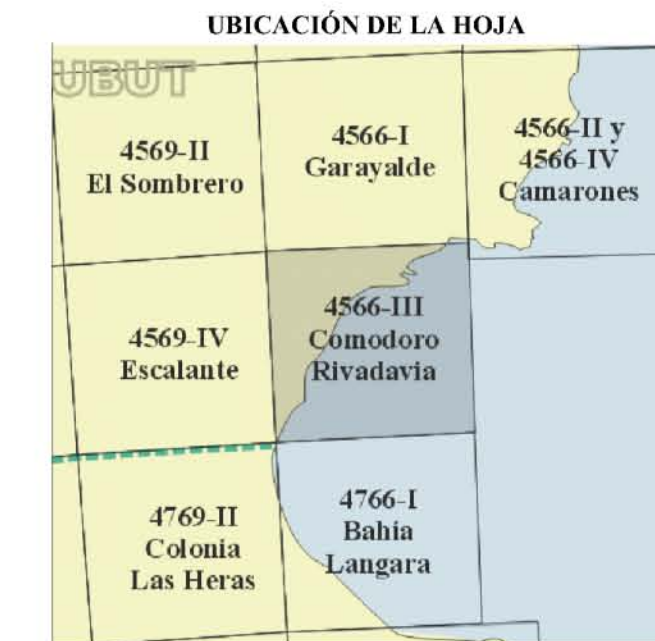 UBICACIÓN DE LA HOJA
UBUT
4569-II
El Sombrero
4566-I
Garayalde
4566-II y
4566-IV
Camarones
4569-IV
Escalante
4566-III
Comodoro
Rivadavia
4769-II
Colonia
Las Heras
4766-I
Bahía
Langara